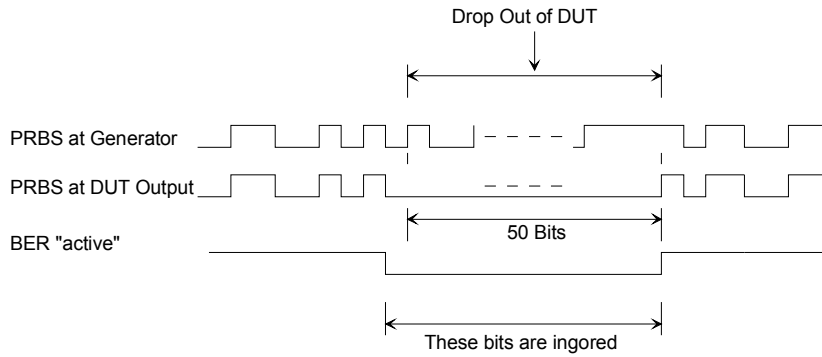 Drop Out of DUT
PRBS at Generator
PRBS at DUT Output
50 Bits
BER "active"
These bits are ingored